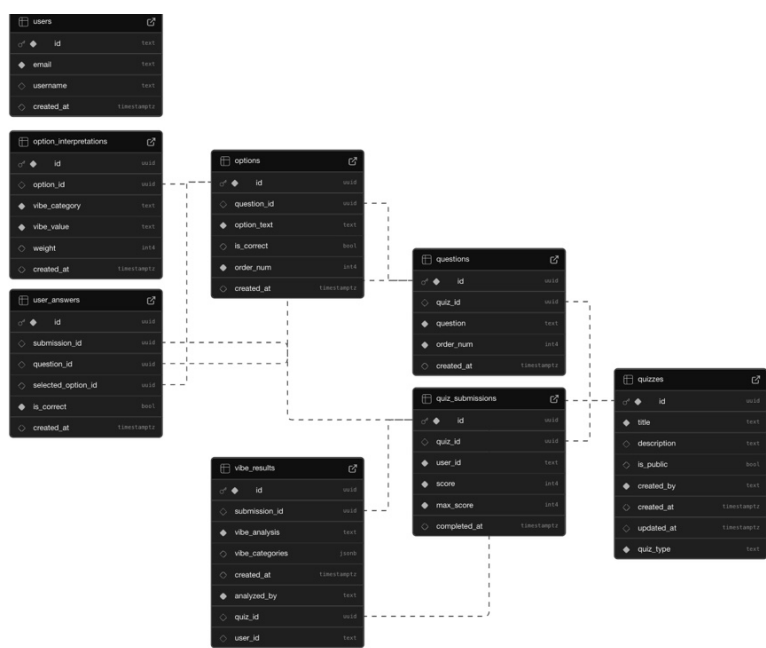 users
id text
email text
username text
created_at timestamptz
option_interpretations
id uuid
option_id uuid
vibe_category text
vibe_value text
weight int4
created_at timestamptz
user_answers
id uuid
submission_id uuid
question_id uuid
selected_option_id uuid
is_correct bool
created_at timestamptz
options
id uuid
question_id uuid
option_text text
is_correct bool
order_num int4
created_at timestamptz
vibe_results
id uuid
submission_id uuid
vibe_analysis text
vibe_categories jsonb
created_at timestamptz
analyzed_by text
quiz_id uuid
user_id text
questions
id uuid
quiz_id uuid
question text
order_num int4
created_at timestamptz
quiz_submissions
id uuid
quiz_id uuid
user_id text
score int4
max_score int4
completed_at timestamptz
quizzes
id uuid
title text
description text
is_public bool
created_by text
created_at timestamptz
updated_at timestamptz
quiz_type text